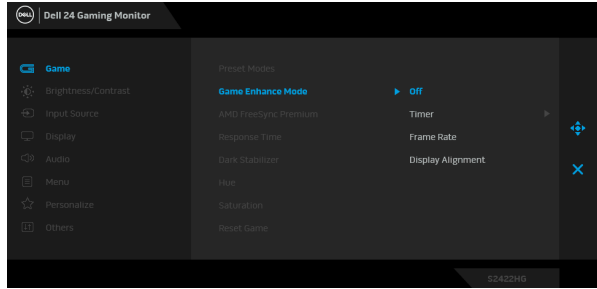 DELL Dell 24 Gaming Monitor
Game
Brightness/Contrast
Input Source
Display
Audio
Menu
Personalize
Others
Preset Modes
Game Enhance Mode
AMD FreeSync Premium
Response Time
Dark Stabilizer
Hue
Saturation
Reset Game
Off
Timer
Frame Rate
Display Alignment
S2422HG